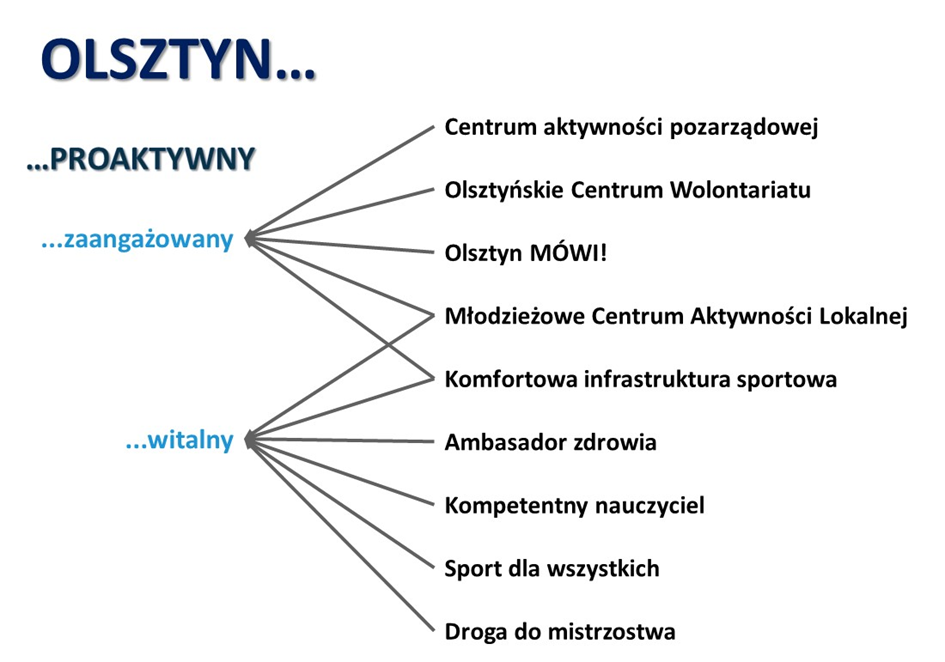 OLSZTYN...
...PROAKTYWNY
...zaangażowany
...witalny
Centrum aktywności pozarządowej
Olsztyńskie Centrum Wolontariatu
Olsztyn MÓWI!
Młodzieżowe Centrum Aktywności Lokalnej
Komfortowa infrastruktura sportowa
Ambasador zdrowia
Kompetentny nauczyciel
Sport dla wszystkich
Droga do mistrzostwa